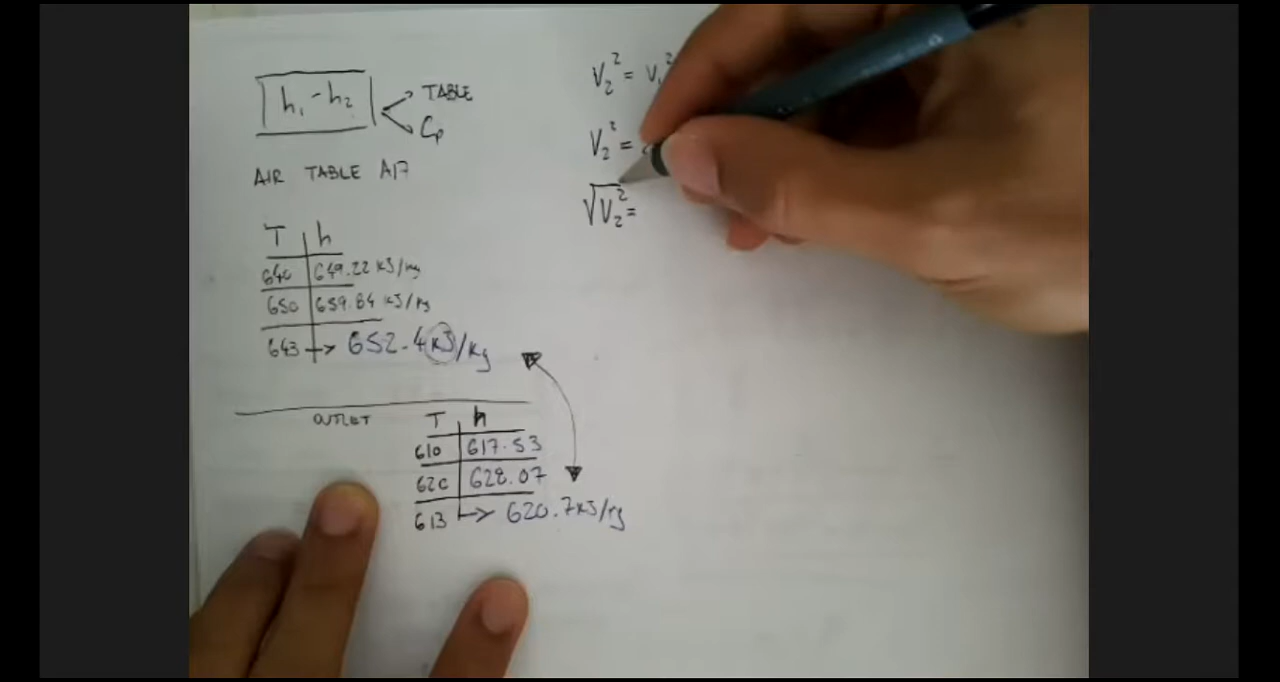 h₁ - h₂
TABLE
Cp
AIR TABLE A17
T h
640 649.22 kJ/kg
650 659.84 kJ/kg
643 → 652.4 kJ/kg
OUTLET
T h
610 617.53
620 628.07
613 → 620.7 kJ/kg
V₂² = V₁²
V₂² =
√V₂² =